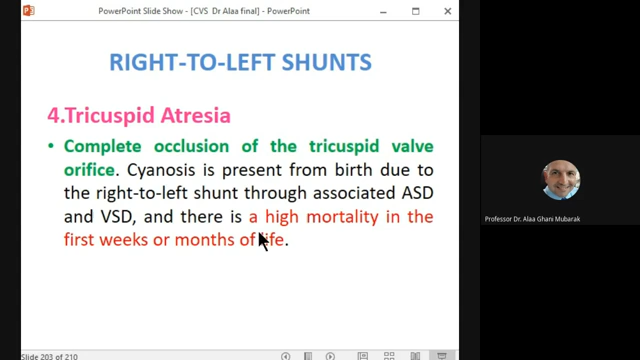 PowerPoint Slide Show - [CVS Dr Alaa final] - PowerPoint
RIGHT-TO-LEFT SHUNTS
4.Tricuspid Atresia
• Complete occlusion of the tricuspid valve
orifice. Cyanosis is present from birth due to
the right-to-left shunt through associated ASD
and VSD, and there is a high mortality in the
first weeks or months of life.
Professor Dr. Alaa Ghani Mubarak
Slide 203 of 210